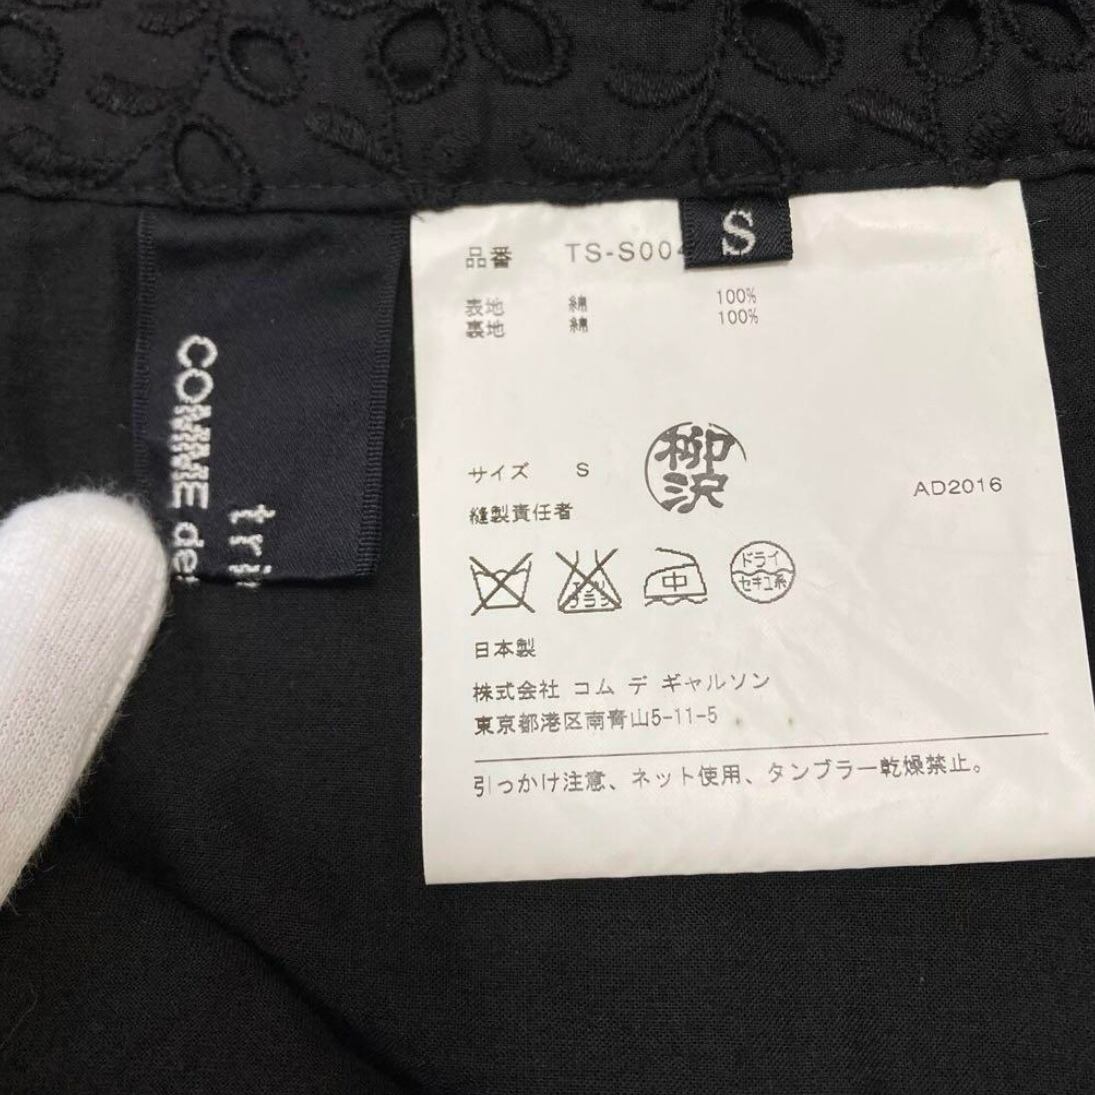 COMME
S
品番 TS-S004
表地 綿 100%
裏地 綿 100%
サイズ S
柳沢
AD2016
縫製責任者
中
ドライ
セキユ系
日本製
株式会社 コム デ ギャルソン
東京都港区南青山5-11-5
引っかけ注意、ネット使用、タンブラー乾燥禁止。